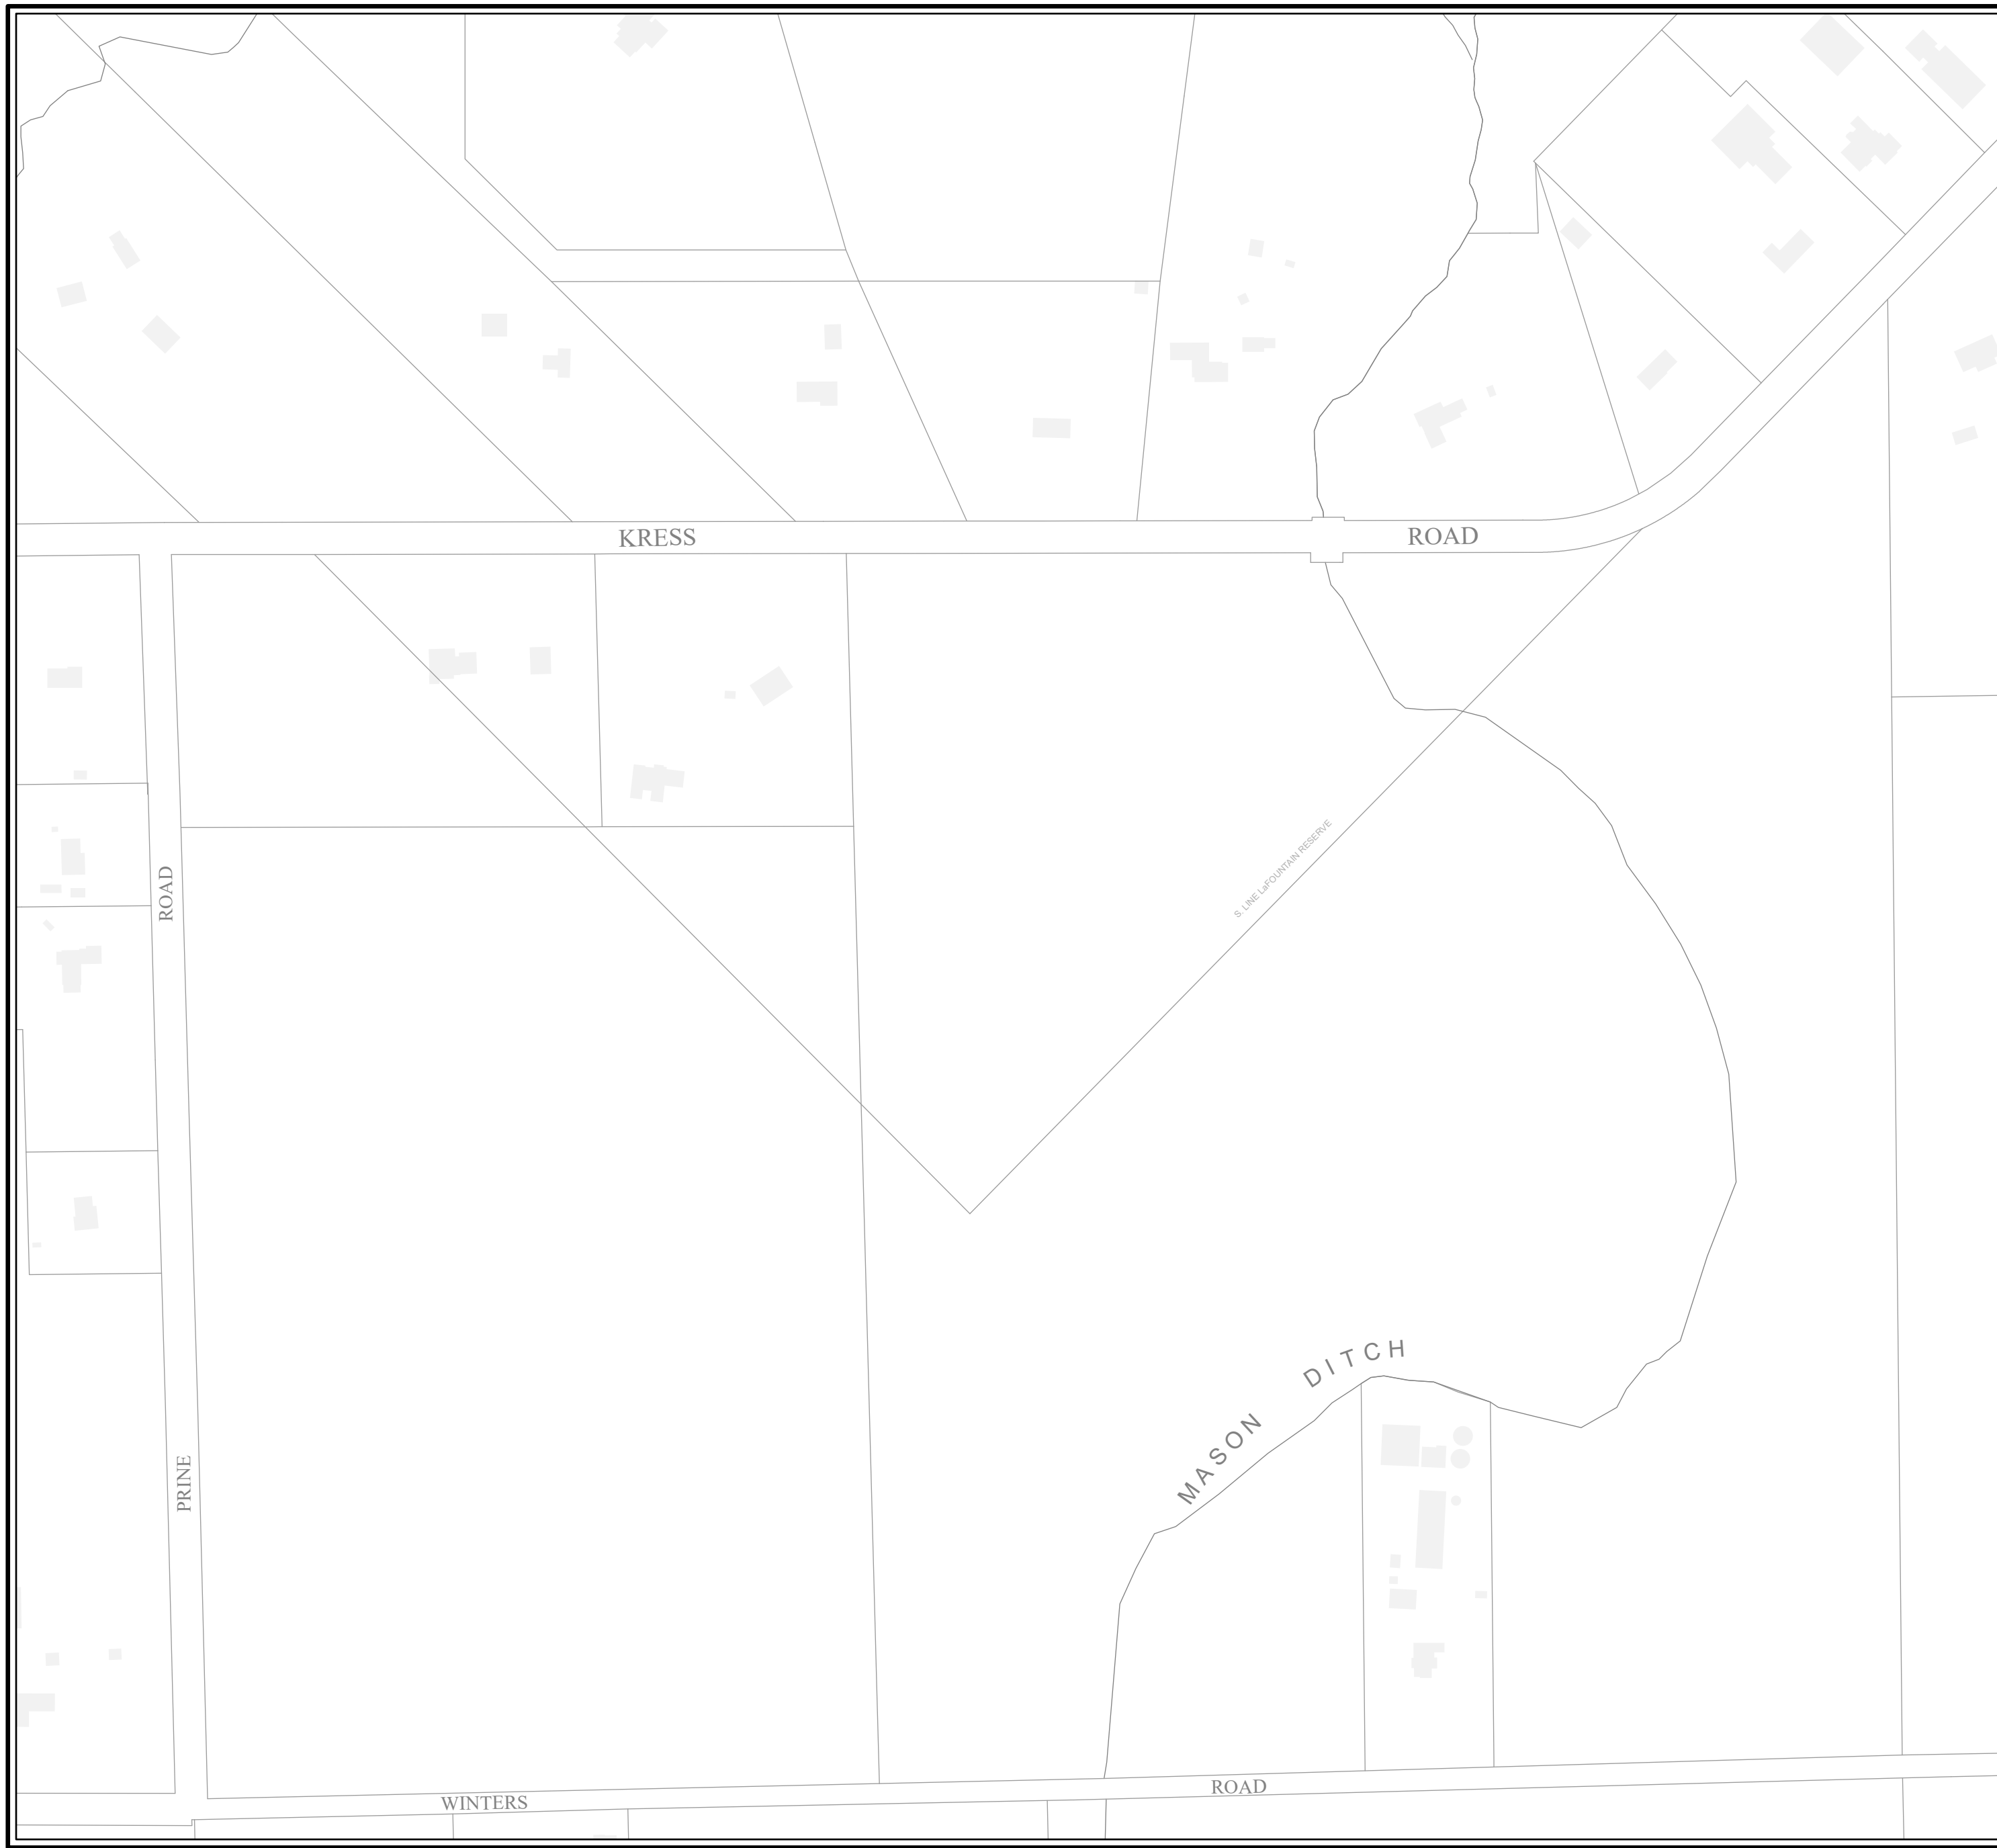 KRESS ROAD
S. LINE LaFOUNTAIN RESERVE
PRINE ROAD
MASON DITCH
WINTERS ROAD